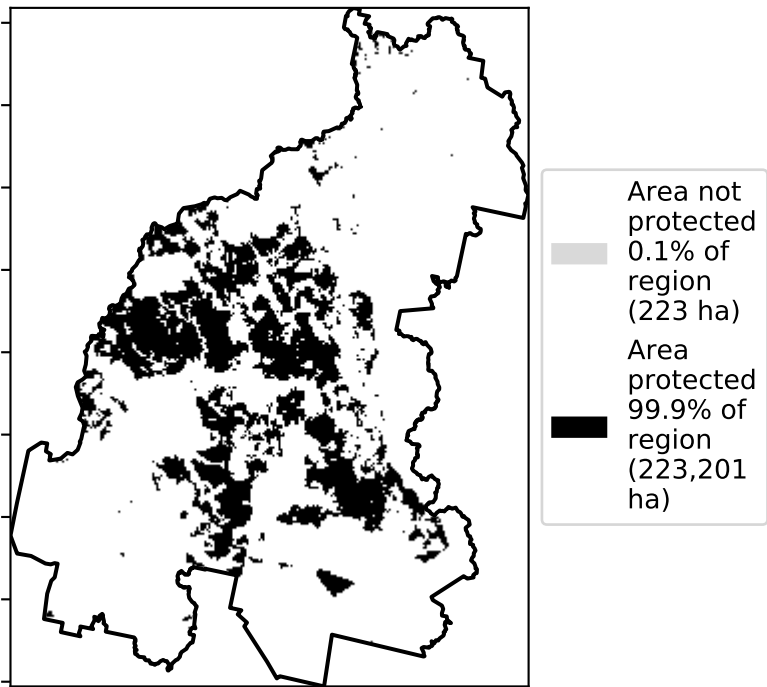 Area not
protected
0.1% of
region
(223 ha)
Area
protected
99.9% of
region
(223,201
ha)